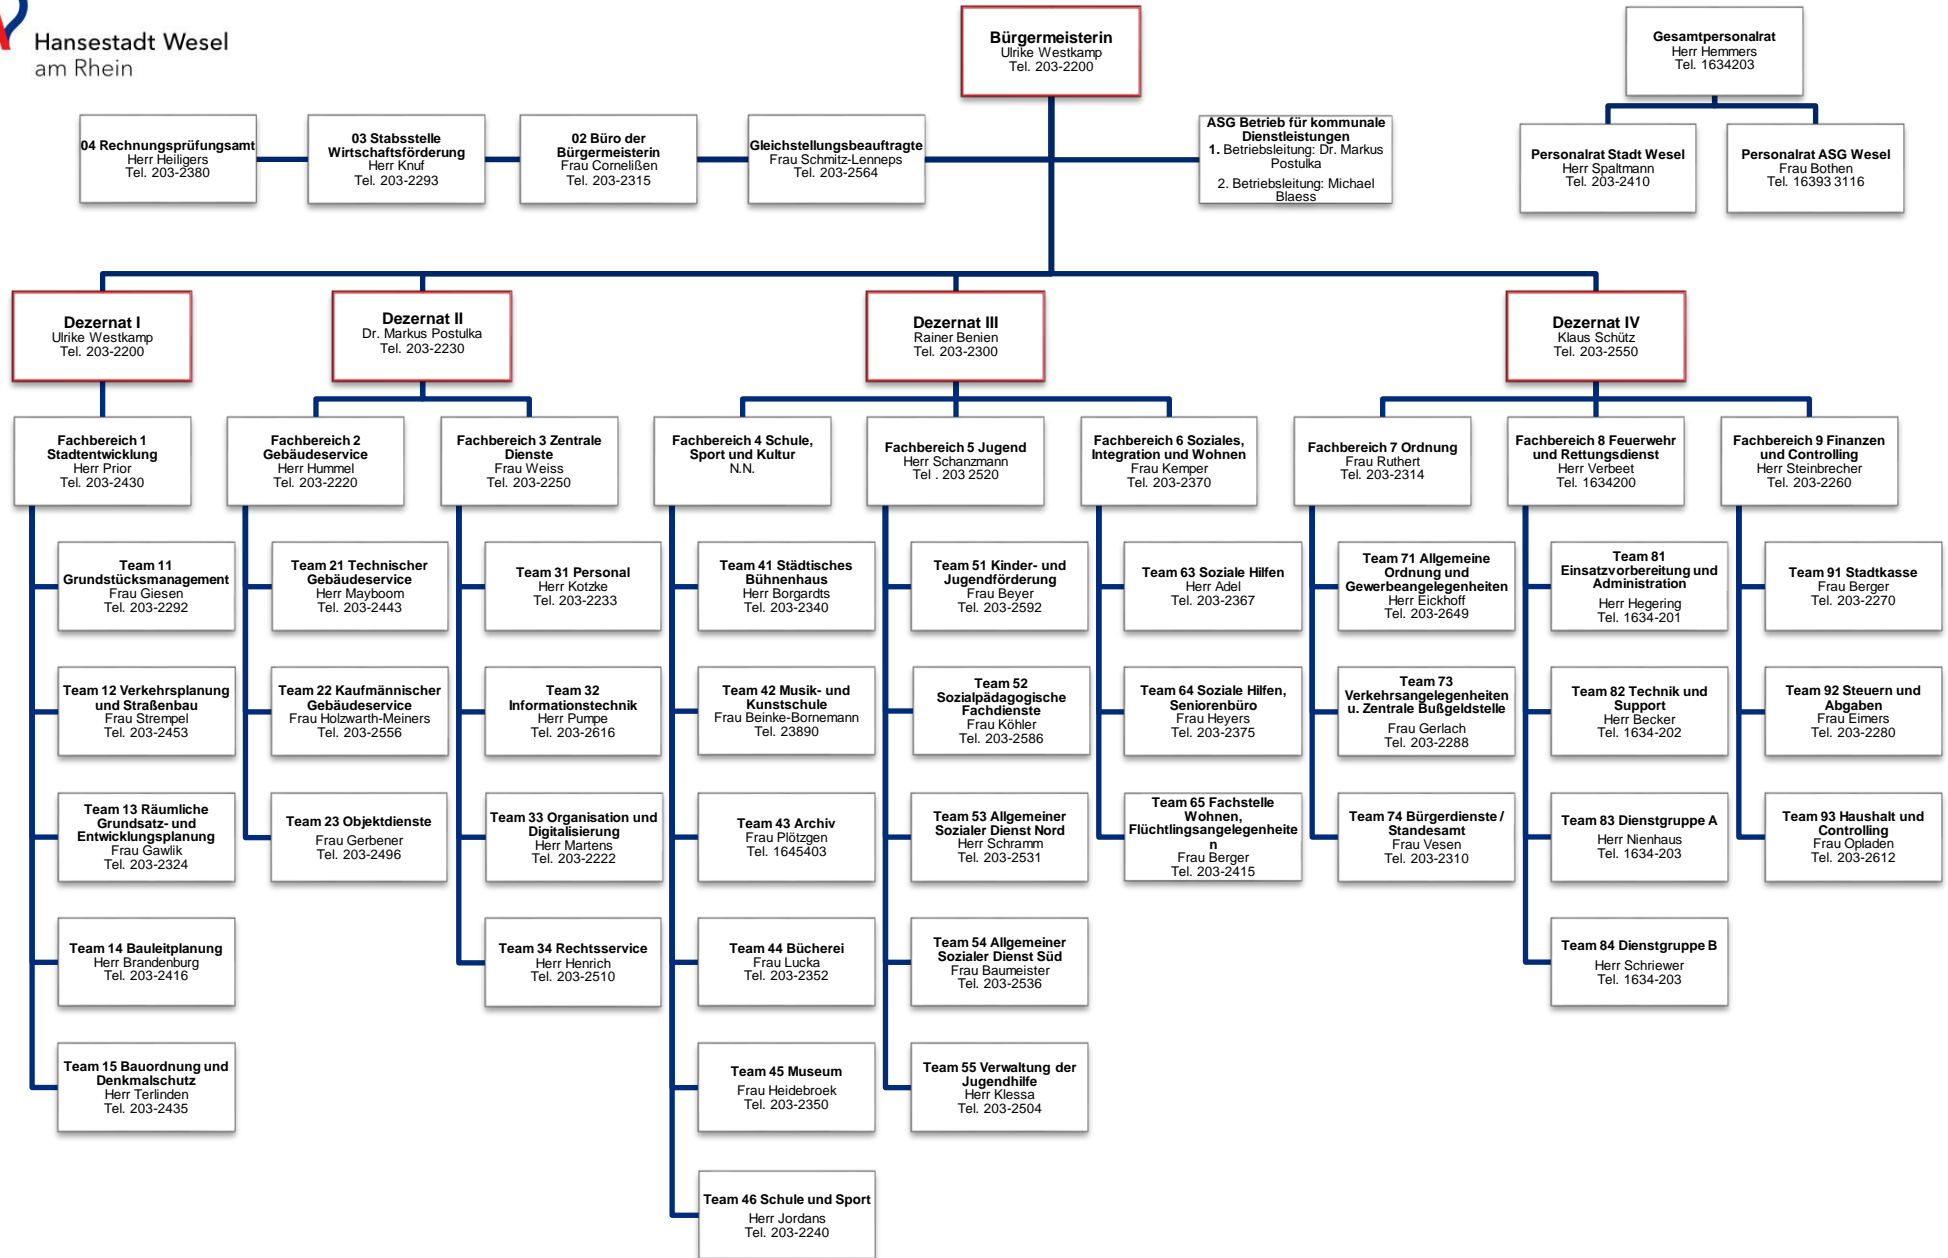 Hansestadt Wesel
am Rhein
Bürgermeisterin
Ulrike Westkamp
Tel. 203-2200
Gesamtpersonalrat
Herr Hemmers
Tel. 1634203
04 Rechnungsprüfungsamt
Herr Heiligers
Tel. 203-2380
03 Stabsstelle
Wirtschaftsförderung
Herr Knuf
Tel. 203-2293
02 Büro der
Bürgermeisterin
Frau Cornelißen
Tel. 203-2315
Gleichstellungsbeauftragte
Frau Schmitz-Lenneps
Tel. 203-2564
ASG Betrieb für kommunale
Dienstleistungen
1. Betriebsleitung: Dr. Markus
Postulka
2. Betriebsleitung: Michael
Blaess
Personalrat Stadt Wesel
Herr Spaltmann
Tel. 203-2410
Personalrat ASG Wesel
Frau Bothen
Tel. 16393 3116
Dezernat I
Ulrike Westkamp
Tel. 203-2200
Dezernat II
Dr. Markus Postulka
Tel. 203-2230
Dezernat III
Rainer Benien
Tel. 203-2300
Dezernat IV
Klaus Schütz
Tel. 203-2550
Fachbereich 1
Stadtentwicklung
Herr Prior
Tel. 203-2430
Fachbereich 2
Gebäudeservice
Herr Hummel
Tel. 203-2220
Fachbereich 3 Zentrale
Dienste
Frau Weiss
Tel. 203-2250
Fachbereich 4 Schule,
Sport und Kultur
N.N.
Fachbereich 5 Jugend
Herr Schanzmann
Tel . 203 2520
Fachbereich 6 Soziales,
Integration und Wohnen
Frau Kemper
Tel. 203-2370
Fachbereich 7 Ordnung
Frau Ruthert
Tel. 203-2314
Fachbereich 8 Feuerwehr
und Rettungsdienst
Herr Verbeet
Tel. 1634200
Fachbereich 9 Finanzen
und Controlling
Herr Steinbrecher
Tel. 203-2260
Team 11
Grundstücksmanagement
Frau Giesen
Tel. 203-2292
Team 21 Technischer
Gebäudeservice
Herr Mayboom
Tel. 203-2443
Team 31 Personal
Herr Kotzke
Tel. 203-2233
Team 41 Städtisches
Bühnenhaus
Herr Borgardts
Tel. 203-2340
Team 51 Kinder- und
Jugendförderung
Frau Beyer
Tel. 203-2592
Team 63 Soziale Hilfen
Herr Adel
Tel. 203-2367
Team 71 Allgemeine
Ordnung und
Gewerbeangelegenheiten
Herr Eickhoff
Tel. 203-2649
Team 81
Einsatzvorbereitung und
Administration
Herr Hegering
Tel. 1634-201
Team 91 Stadtkasse
Frau Berger
Tel. 203-2270
Team 12 Verkehrsplanung
und Straßenbau
Frau Strempel
Tel. 203-2453
Team 22 Kaufmännischer
Gebäudeservice
Frau Holzwarth-Meiners
Tel. 203-2556
Team 32
Informationstechnik
Herr Pumpe
Tel. 203-2616
Team 42 Musik- und
Kunstschule
Frau Beinke-Bornemann
Tel. 23890
Team 52
Sozialpädagogische
Fachdienste
Frau Köhler
Tel. 203-2586
Team 64 Soziale Hilfen,
Seniorenbüro
Frau Heyers
Tel. 203-2375
Team 73
Verkehrsangelegenheiten
u. Zentrale Bußgeldstelle
Frau Gerlach
Tel. 203-2288
Team 82 Technik und
Support
Herr Becker
Tel. 1634-202
Team 92 Steuern und
Abgaben
Frau Eimers
Tel. 203-2280
Team 13 Räumliche
Grundsatz- und
Entwicklungsplanung
Frau Gawlik
Tel. 203-2324
Team 23 Objektdienste
Frau Gerbener
Tel. 203-2496
Team 33 Organisation und
Digitalisierung
Herr Martens
Tel. 203-2222
Team 43 Archiv
Frau Plötzgen
Tel. 1645403
Team 53 Allgemeiner
Sozialer Dienst Nord
Herr Schramm
Tel. 203-2531
Team 65 Fachstelle
Wohnen,
Flüchtlingsangelegenheite
n
Frau Berger
Tel. 203-2415
Team 74 Bürgerdienste /
Standesamt
Frau Vesen
Tel. 203-2310
Team 83 Dienstgruppe A
Herr Nienhaus
Tel. 1634-203
Team 93 Haushalt und
Controlling
Frau Opladen
Tel. 203-2612
Team 14 Bauleitplanung
Herr Brandenburg
Tel. 203-2416
Team 34 Rechtsservice
Herr Henrich
Tel. 203-2510
Team 44 Bücherei
Frau Lucka
Tel. 203-2352
Team 54 Allgemeiner
Sozialer Dienst Süd
Frau Baumeister
Tel. 203-2536
Team 84 Dienstgruppe B
Herr Schriewer
Tel. 1634-203
Team 15 Bauordnung und
Denkmalschutz
Herr Terlinden
Tel. 203-2435
Team 45 Museum
Frau Heidebroek
Tel. 203-2350
Team 55 Verwaltung der
Jugendhilfe
Herr Klessa
Tel. 203-2504
Team 46 Schule und Sport
Herr Jordans
Tel. 203-2240